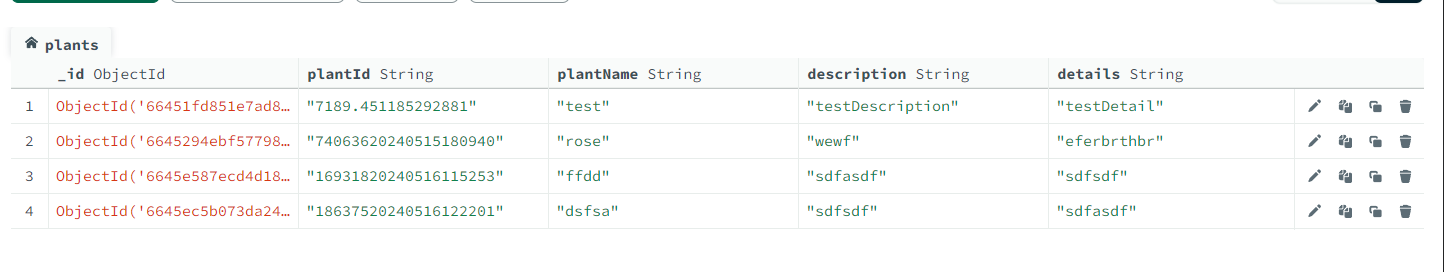 plants
_id ObjectId plantId String plantName String description String details String
1 ObjectId('66451fd851e7ad8… "7189.451185292881" "test" "testDescription" "testDetail"
2 ObjectId('6645294ebf57798… "74063620240515180940" "rose" "wewf" "eferbrthbr"
3 ObjectId('6645e587ecd4d18… "16931820240516115253" "ffdd" "sdfasdf" "sdfsdf"
4 ObjectId('6645ec5b073da24… "18637520240516122201" "dsfsa" "sdfsdf" "sdfasdf"